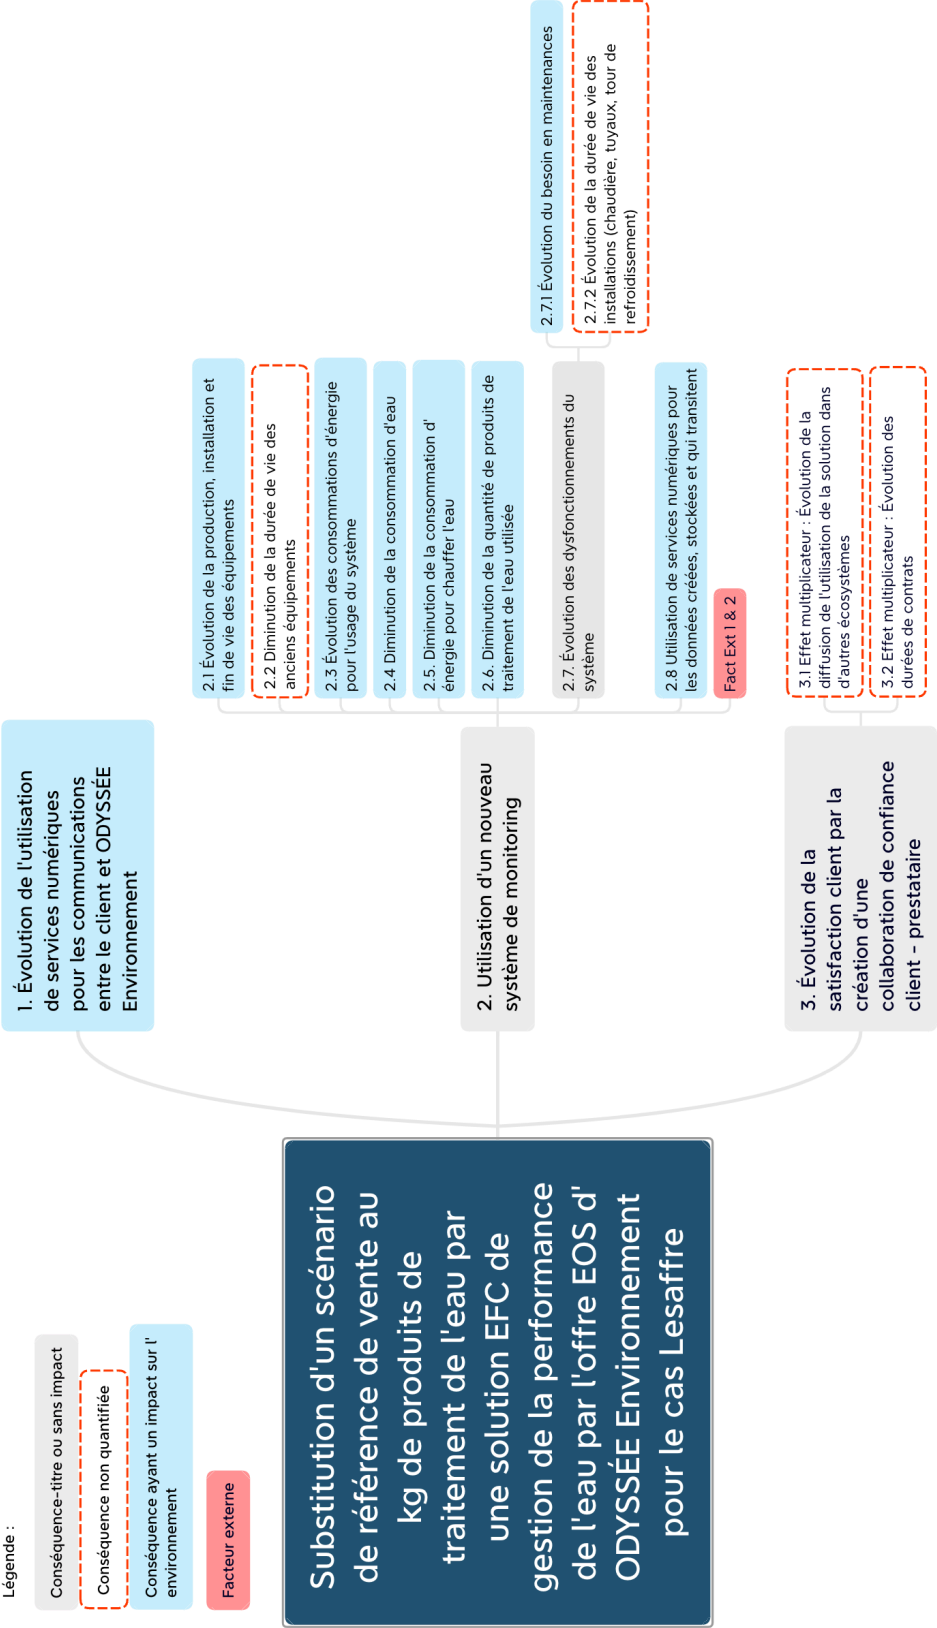 Légende :
Conséquence-titre ou sans impact
Conséquence non quantifiée
Conséquence ayant un impact sur l'
environnement
Facteur externe
Substitution d'un scénario
de référence de vente au
kg de produits de
traitement de l'eau par
une solution EFC de
gestion de la performance
de l'eau par l'offre EOS d'
ODYSSÉE Environnement
pour le cas Lesaffre
1. Évolution de l'utilisation
de services numériques
pour les communications
entre le client et ODYSSÉE
Environnement
2. Utilisation d'un nouveau
système de monitoring
2.1 Évolution de la production, installation et
fin de vie des équipements
2.2 Diminution de la durée de vie des
anciens équipements
2.3 Évolution des consommations d'énergie
pour l'usage du système
2.4 Diminution de la consommation d'eau
2.5. Diminution de la consommation d'
énergie pour chauffer l'eau
2.6. Diminution de la quantité de produits de
traitement de l'eau utilisée
2.7. Évolution des dysfonctionnements du
système
2.7.1 Évolution du besoin en maintenances
2.7.2 Évolution de la durée de vie des
installations (chaudière, tuyaux, tour de
refroidissement)
2.8 Utilisation de services numériques pour
les données créées, stockées et qui transitent
Fact Ext 1 & 2
3. Évolution de la
satisfaction client par la
création d'une
collaboration de confiance
client - prestataire
3.1 Effet multiplicateur : Évolution de la
diffusion de l'utilisation de la solution dans
d'autres écosystèmes
3.2 Effet multiplicateur : Évolution des
durées de contrats